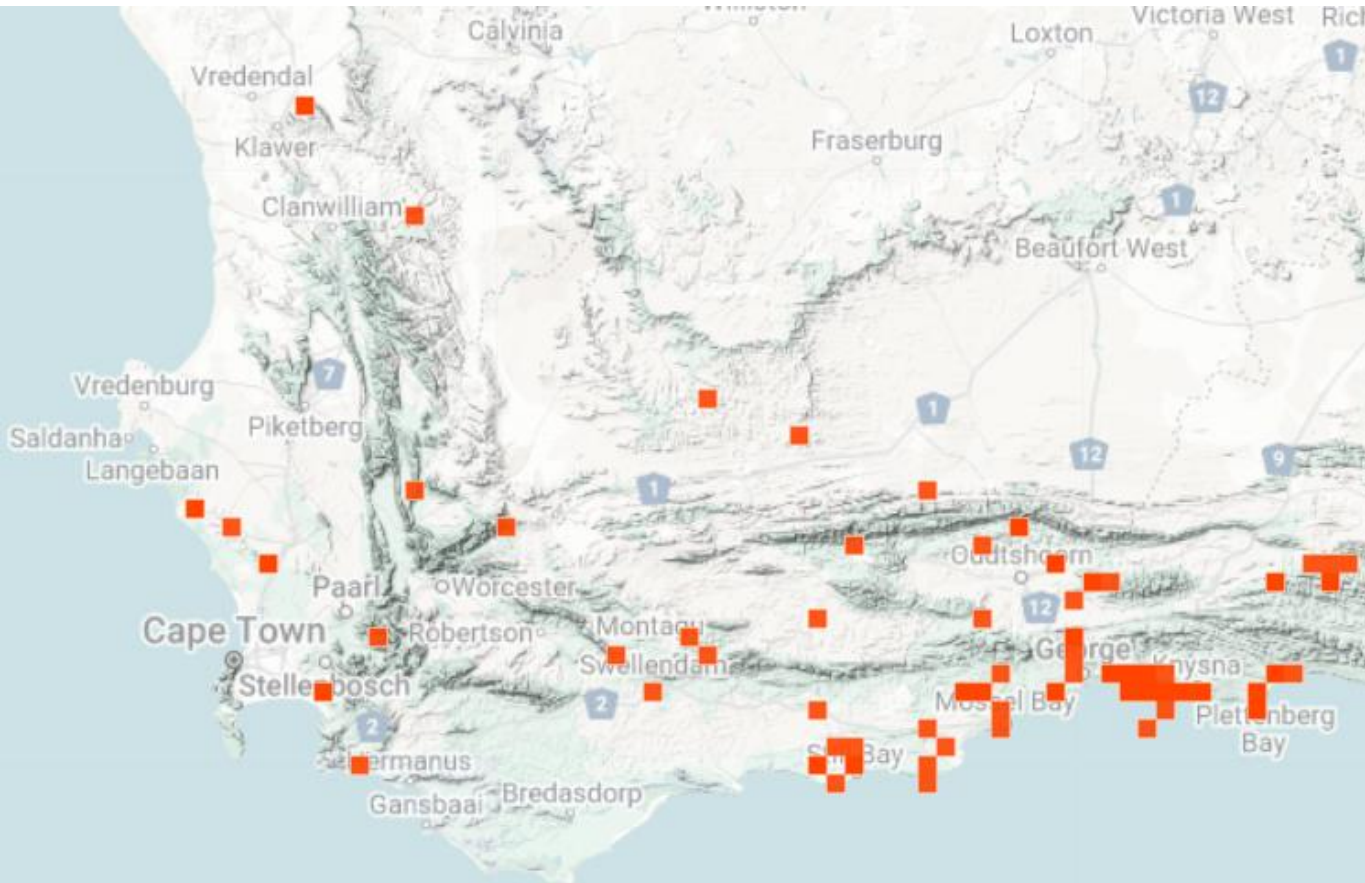 Victoria West
Calvinia
Loxton
1
Vredendal
12
Fraserburg
Klawer
1
Clanwilliam
Beaufort West
7
Vredenburg
1
Piketberg
Saldanha
12
9
Langebaan
1
Oudtshoorn
Paarl
Worcester
12
Cape Town
Robertson
Montagu
George
Knysna
Swellendam
Stellenbosch
2
Mossel Bay
Plettenberg
Bay
2
Still Bay
Hermanus
Gansbaai
Bredasdorp